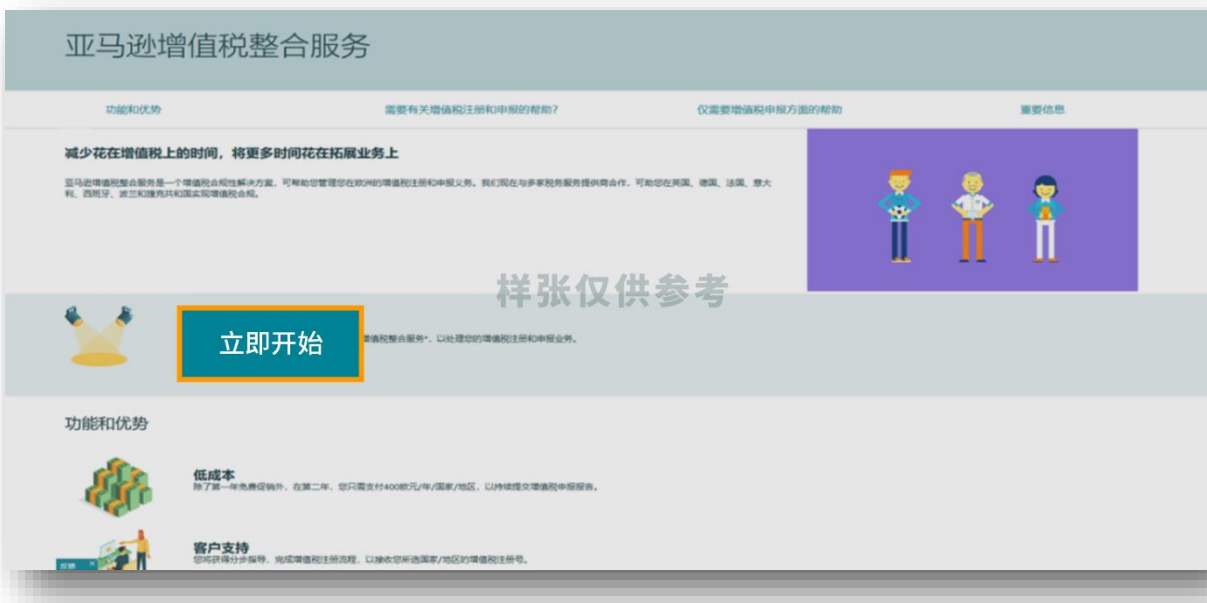 亚马逊增值税整合服务
功能和优势
需要有关增值税注册和申报的帮助?
仅需要增值税申报方面的帮助
重要信息
减少花在增值税上的时间，将更多时间花在拓展业务上
亚马逊增值税整合服务是一个增值税合规性解决方案，可帮助您管理您在欧洲的增值税注册和申报义务。我们现在与多家税务服务提供商合作，可助您在英国、德国、法国、意大
利、西班牙、波兰和捷克共和国实现增值税合规。
样张仅供参考
立即开始
增值税整合服务*，以处理您的增值税注册和申报业务。
功能和优势
低成本
除了第一年免费促销外，在第二年，您只需支付400欧元/年/国家/地区，以持续提交增值税申报报告。
客户支持
您将获得分步指导，完成增值税注册流程，以接收您所选国家/地区的增值税注册号。